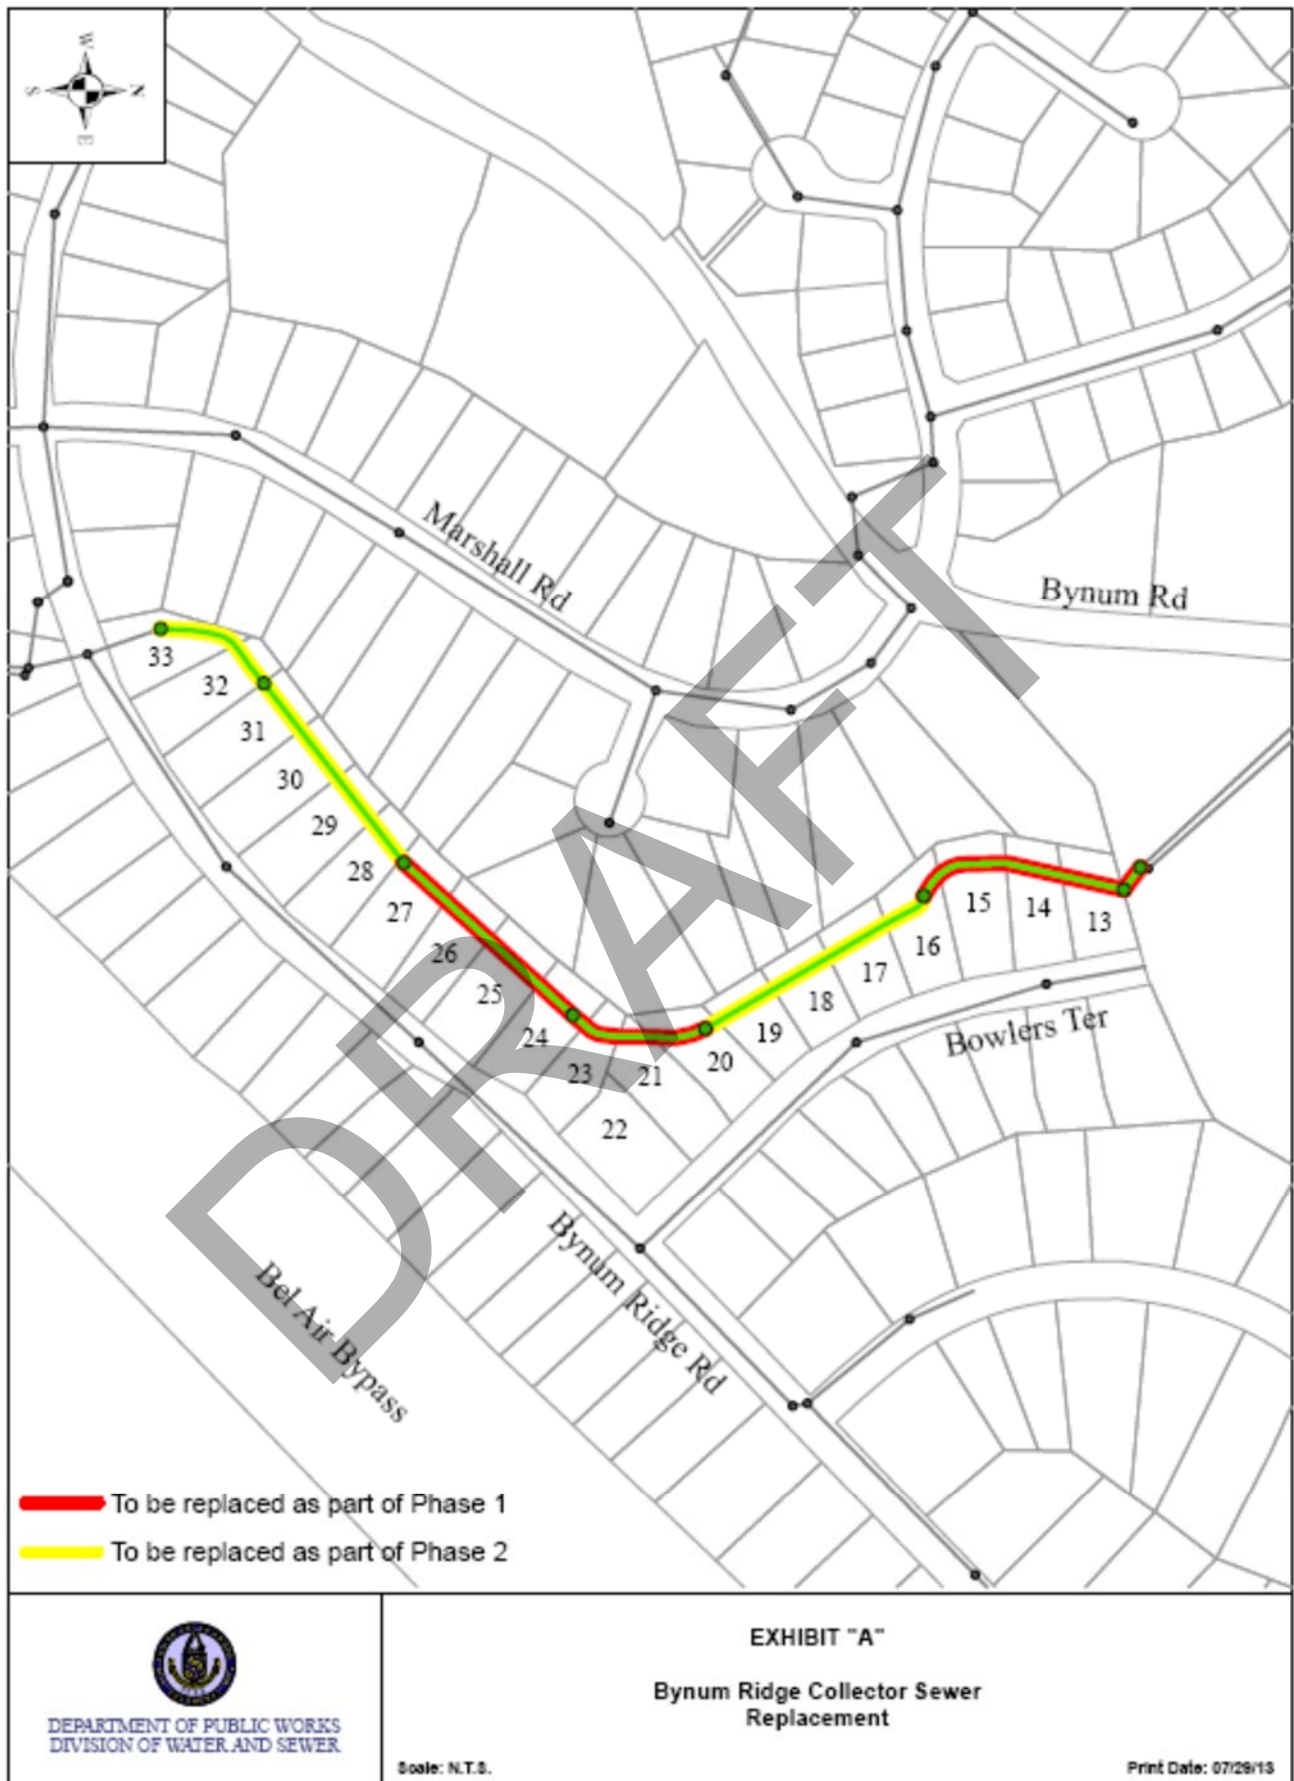 W
S N
E
Marshall Rd
Bynum Rd
33
32
31
30
29
28
27
26
25
24
23
22
21
20
19
18
17
16
15
14
13
Bowlers Ter
Bynum Ridge Rd
Bel Air Bypass
DRAFT
To be replaced as part of Phase 1
To be replaced as part of Phase 2
DEPARTMENT OF PUBLIC WORKS
DIVISION OF WATER AND SEWER
EXHIBIT "A"
Bynum Ridge Collector Sewer
Replacement
Scale: N.T.S.
Print Date: 07/29/13